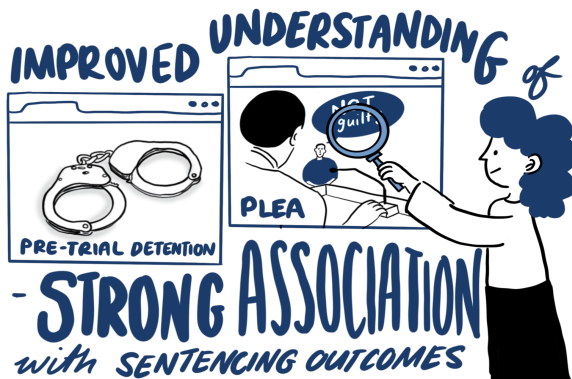 IMPROVED UNDERSTANDING of
NOT
guilty
PRE-TRIAL DETENTION
PLEA
- STRONG ASSOCIATION
with SENTENCING OUTCOMES